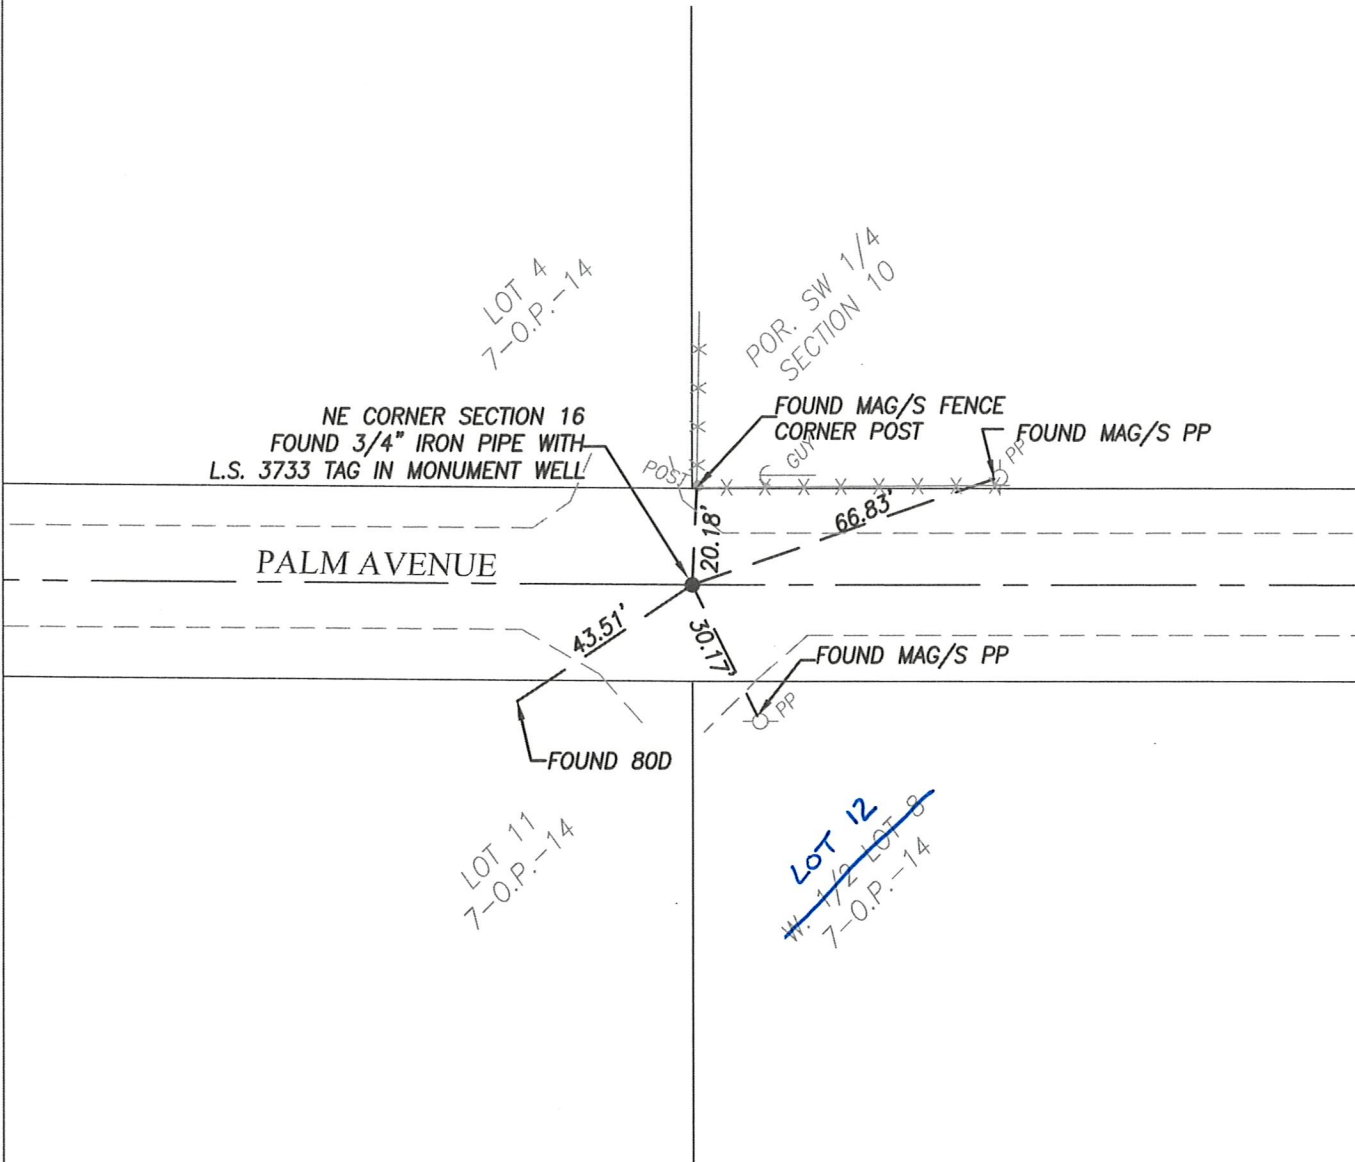 LOT 4
7-O.P.-14
POR. SW 1/4
SECTION 10
NE CORNER SECTION 16
FOUND 3/4" IRON PIPE WITH
L.S. 3733 TAG IN MONUMENT WELL
FOUND MAG/S FENCE
CORNER POST
FOUND MAG/S PP
POST
GUY
PP
20.18'
66.83'
PALM AVENUE
43.51'
30.17'
FOUND MAG/S PP
PP
FOUND 80D
LOT 11
7-O.P.-14
LOT 12
W. 1/2 LOT 8
7-O.P.-14